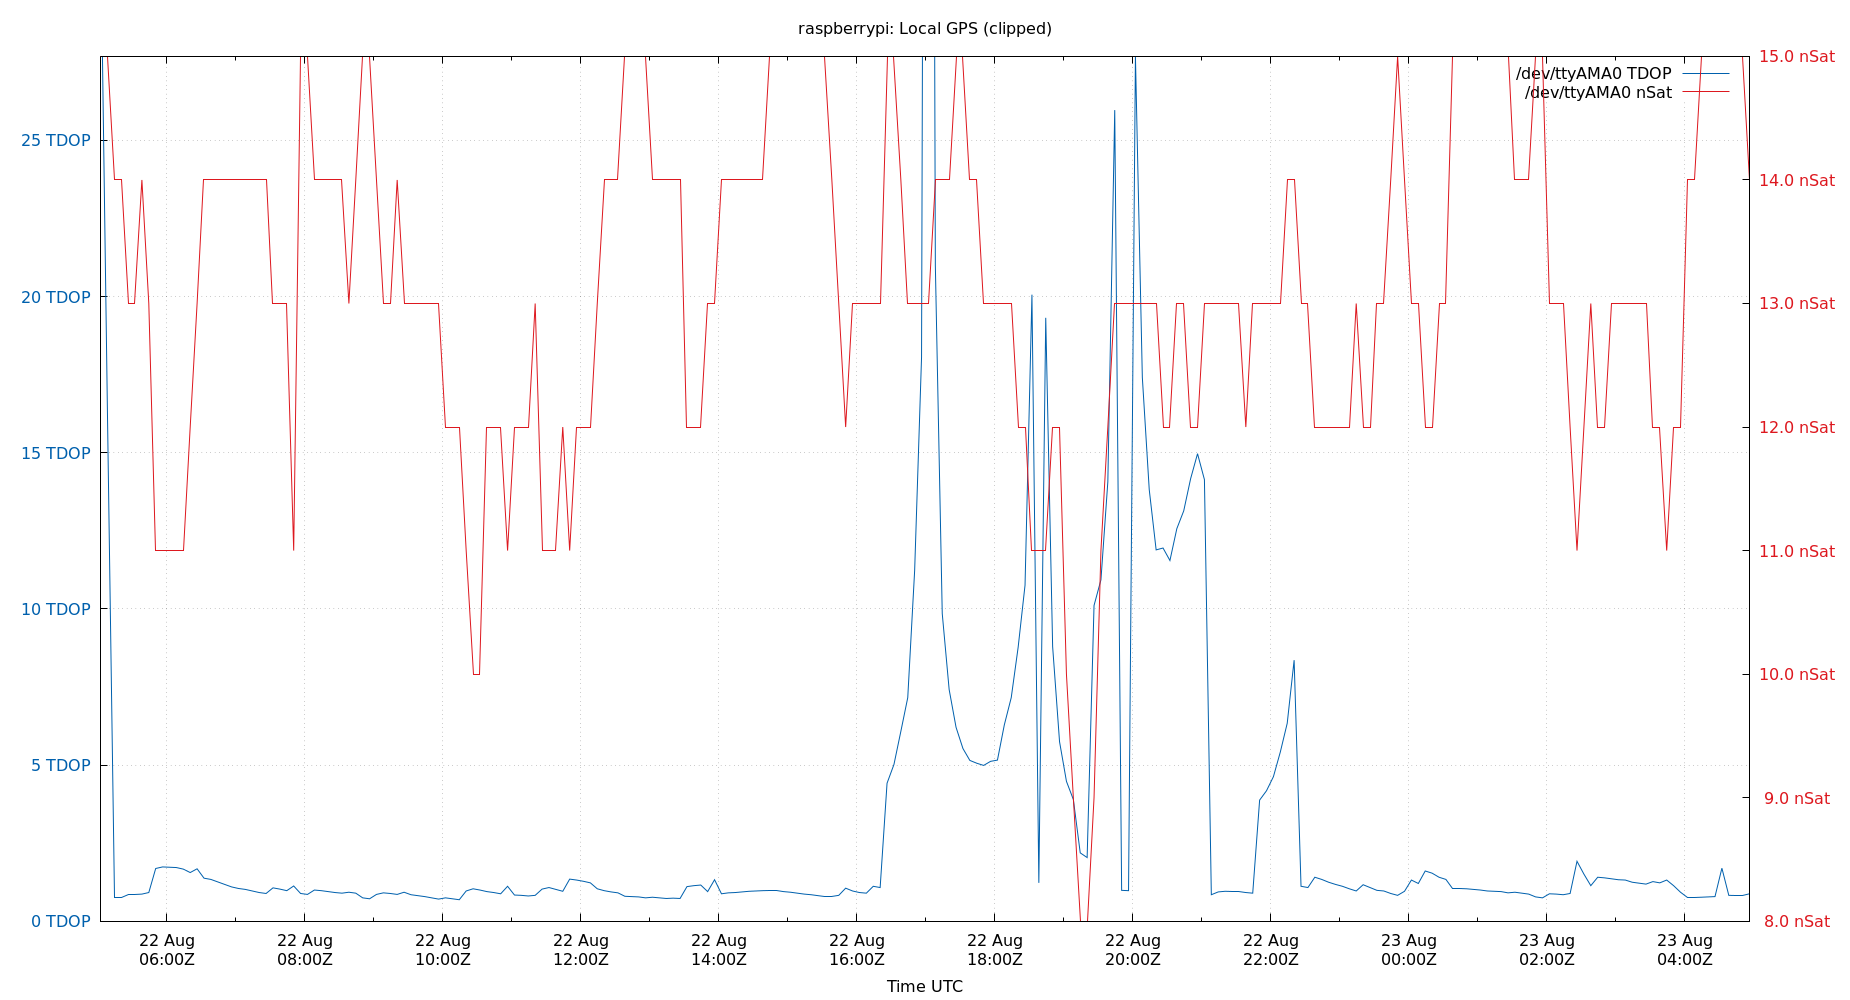 raspberrypi: Local GPS (clipped)
/dev/ttyAMA0 TDOP
/dev/ttyAMA0 nSat
25 TDOP
20 TDOP
15 TDOP
10 TDOP
5 TDOP
0 TDOP
15.0 nSat
14.0 nSat
13.0 nSat
12.0 nSat
11.0 nSat
10.0 nSat
9.0 nSat
8.0 nSat
22 Aug
06:00Z
22 Aug
08:00Z
22 Aug
10:00Z
22 Aug
12:00Z
22 Aug
14:00Z
22 Aug
16:00Z
22 Aug
18:00Z
22 Aug
20:00Z
22 Aug
22:00Z
23 Aug
00:00Z
23 Aug
02:00Z
23 Aug
04:00Z
Time UTC